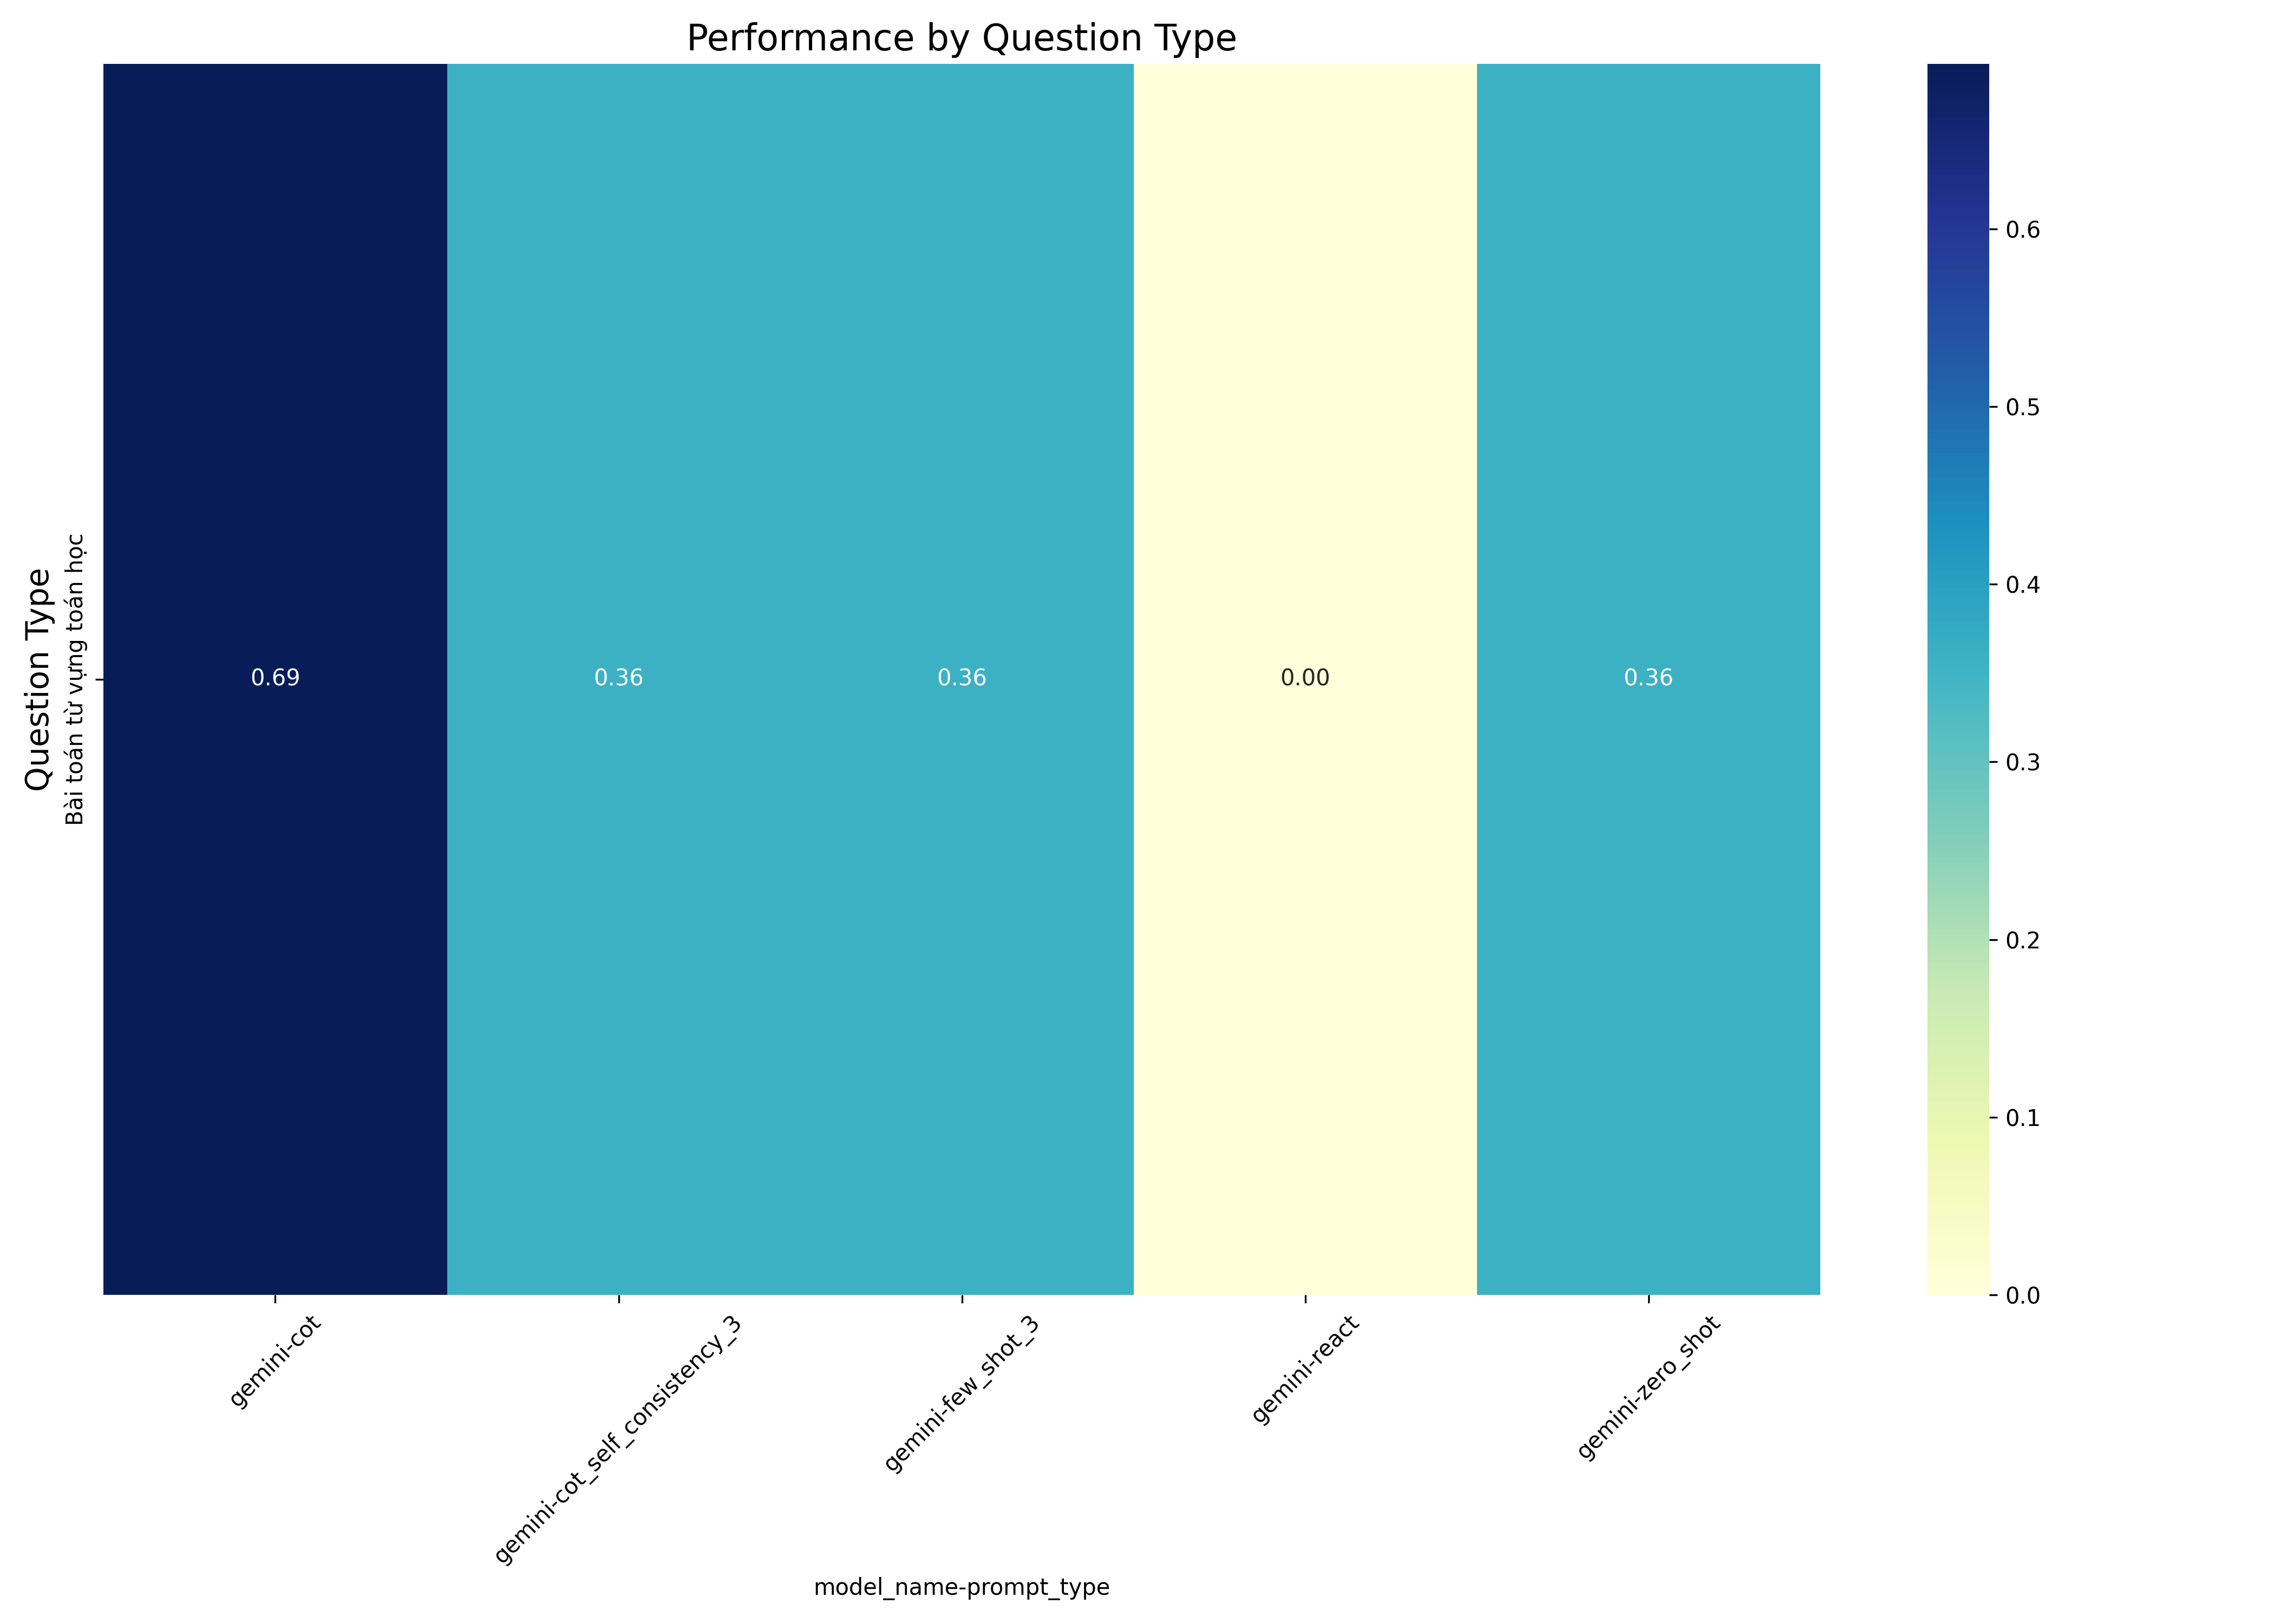 Performance by Question Type
Question Type
Bài toán từ vựng toán học
0.69
0.36
0.36
0.00
0.36
0.6
0.5
0.4
0.3
0.2
0.1
0.0
gemini-cot
gemini-cot_self_consistency_3
gemini-few_shot_3
gemini-react
gemini-zero_shot
model_name-prompt_type